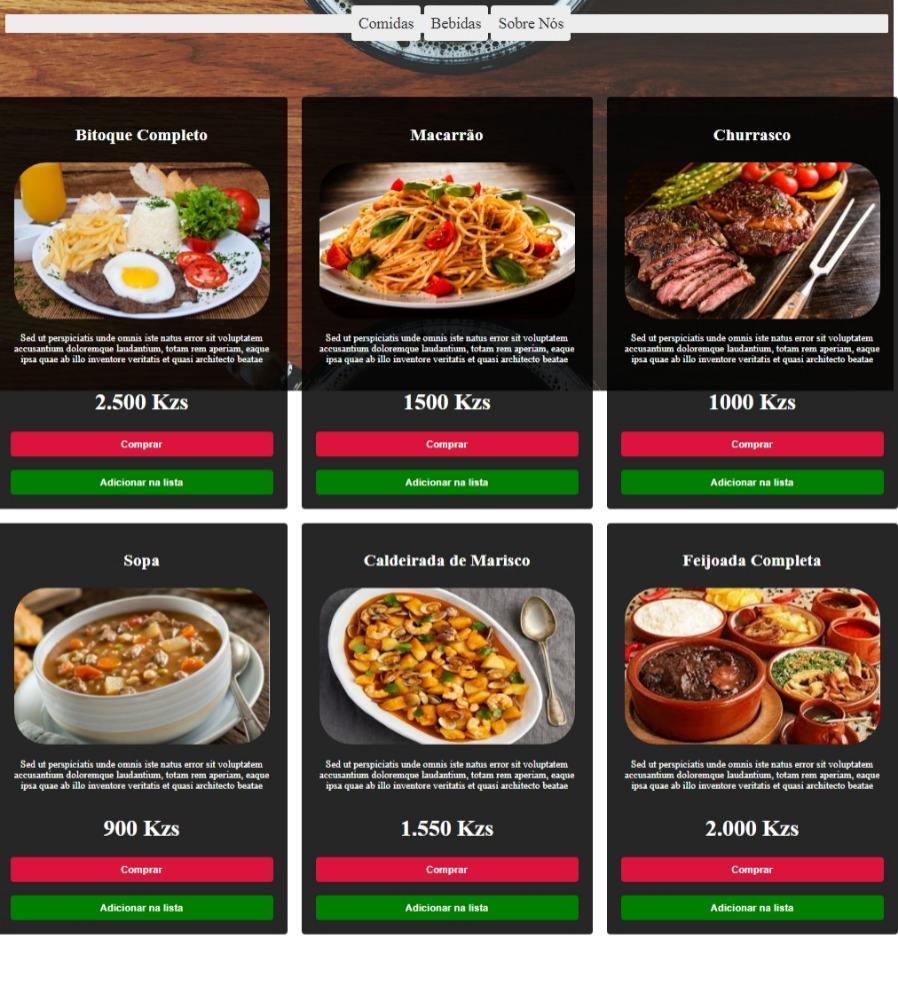 Comidas Bebidas Sobre Nós
Bitoque Completo
Sed ut perspiciatis unde omnis iste natus error sit voluptatem
accusantium doloremque laudantium, totam rem aperiam, eaque
ipsa quae ab illo inventore veritatis et quasi architecto beatae
2.500 Kzs
Comprar
Adicionar na lista
Macarrão
Sed ut perspiciatis unde omnis iste natus error sit voluptatem
accusantium doloremque laudantium, totam rem aperiam, eaque
ipsa quae ab illo inventore veritatis et quasi architecto beatae
1500 Kzs
Comprar
Adicionar na lista
Churrasco
Sed ut perspiciatis unde omnis iste natus error sit voluptatem
accusantium doloremque laudantium, totam rem aperiam, eaque
ipsa quae ab illo inventore veritatis et quasi architecto beatae
1000 Kzs
Comprar
Adicionar na lista
Sopa
Sed ut perspiciatis unde omnis iste natus error sit voluptatem
accusantium doloremque laudantium, totam rem aperiam, eaque
ipsa quae ab illo inventore veritatis et quasi architecto beatae
900 Kzs
Comprar
Adicionar na lista
Caldeirada de Marisco
Sed ut perspiciatis unde omnis iste natus error sit voluptatem
accusantium doloremque laudantium, totam rem aperiam, eaque
ipsa quae ab illo inventore veritatis et quasi architecto beatae
1.550 Kzs
Comprar
Adicionar na lista
Feijoada Completa
Sed ut perspiciatis unde omnis iste natus error sit voluptatem
accusantium doloremque laudantium, totam rem aperiam, eaque
ipsa quae ab illo inventore veritatis et quasi architecto beatae
2.000 Kzs
Comprar
Adicionar na lista